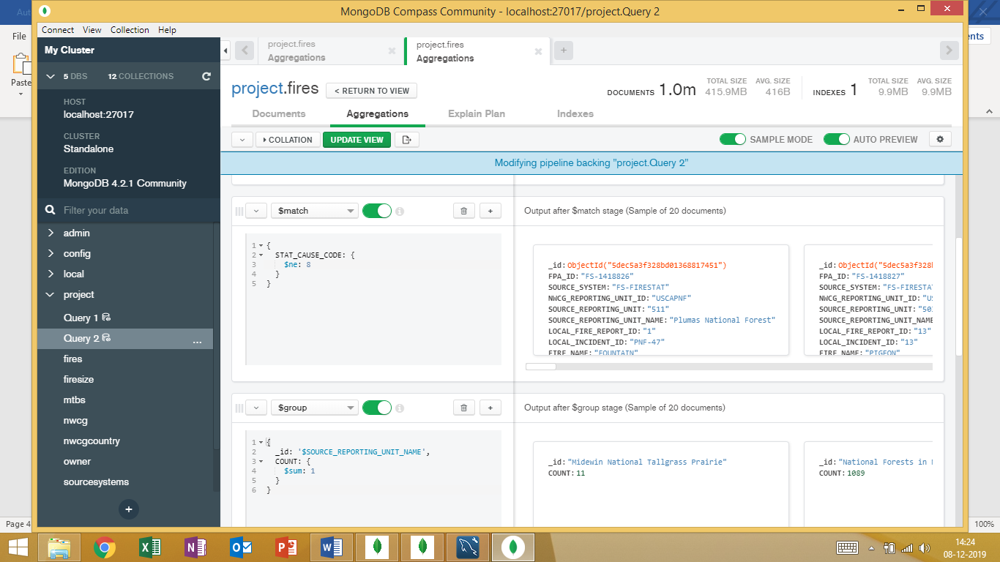 MongoDB Compass Community - localhost:27017/project.Query 2
File
Paste
Page 4
100%
Connect View Collection Help
My Cluster
5 DBS 12 COLLECTIONS
HOST
localhost:27017
CLUSTER
Standalone
EDITION
MongoDB 4.2.1 Community
Filter your data
admin
config
local
project
Query 1
Query 2 ...
fires
firesize
mtbs
nwcg
nwcgcountry
owner
sourcesystems
+
project.fires
Aggregations
project.fires
Aggregations
+
project.fires < RETURN TO VIEW
DOCUMENTS 1.0m TOTAL SIZE 415.9MB AVG. SIZE 416B
INDEXES 1 TOTAL SIZE 9.9MB AVG. SIZE 9.9MB
Documents Aggregations Explain Plan Indexes
COLLATION UPDATE VIEW SAMPLE MODE AUTO PREVIEW
Modifying pipeline backing "project.Query 2"
$match +
Output after $match stage (Sample of 20 documents)
1 {
2 STAT_CAUSE_CODE: {
3 $ne: 8
4 }
5 }
_id: ObjectId("5dec5a3f328bd01368817451")
FPA_ID: "FS-1418826"
SOURCE_SYSTEM: "FS-FIRESTAT"
NWCG_REPORTING_UNIT_ID: "USCAPNF"
SOURCE_REPORTING_UNIT: "511"
SOURCE_REPORTING_UNIT_NAME: "Plumas National Forest"
LOCAL_FIRE_REPORT_ID: "1"
LOCAL_INCIDENT_ID: "PNF-47"
FIRE_NAME: "FOUNTAIN"
_id: ObjectId("5dec5a3f328
FPA_ID: "FS-1418827"
SOURCE_SYSTEM: "FS-FIRESTA
NWCG_REPORTING_UNIT_ID: "U
SOURCE_REPORTING_UNIT: "50
SOURCE_REPORTING_UNIT_NAME
LOCAL_FIRE_REPORT_ID: "13"
LOCAL_INCIDENT_ID: "13"
FIRE_NAME: "PIGEON"
$group +
Output after $group stage (Sample of 20 documents)
1 {
2 _id: '$SOURCE_REPORTING_UNIT_NAME',
3 COUNT: {
4 $sum: 1
5 }
6 }
_id: "Midewin National Tallgrass Prairie"
COUNT: 11
_id: "National Forests in
COUNT: 1089
14:24
08-12-2019